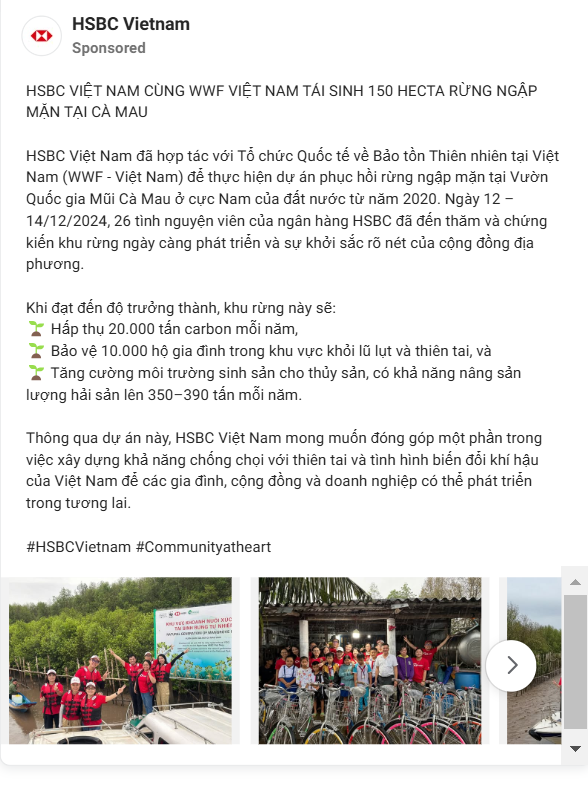 HSBC Vietnam
Sponsored
HSBC VIỆT NAM CÙNG WWF VIỆT NAM TÁI SINH 150 HECTA RỪNG NGẬP
MẶN TẠI CÀ MAU
HSBC Việt Nam đã hợp tác với Tổ chức Quốc tế về Bảo tồn Thiên nhiên tại Việt
Nam (WWF - Việt Nam) để thực hiện dự án phục hồi rừng ngập mặn tại Vườn
Quốc gia Mũi Cà Mau ở cực Nam của đất nước từ năm 2020. Ngày 12 –
14/12/2024, 26 tình nguyện viên của ngân hàng HSBC đã đến thăm và chứng
kiến khu rừng ngày càng phát triển và sự khởi sắc rõ nét của cộng đồng địa
phương.
Khi đạt đến độ trưởng thành, khu rừng này sẽ:
🌱 Hấp thụ 20.000 tấn carbon mỗi năm,
🌱 Bảo vệ 10.000 hộ gia đình trong khu vực khỏi lũ lụt và thiên tai, và
🌱 Tăng cường môi trường sinh sản cho thủy sản, có khả năng nâng sản
lượng hải sản lên 350–390 tấn mỗi năm.
Thông qua dự án này, HSBC Việt Nam mong muốn đóng góp một phần trong
việc xây dựng khả năng chống chọi với thiên tai và tình hình biến đổi khí hậu
của Việt Nam để các gia đình, cộng đồng và doanh nghiệp có thể phát triển
trong tương lai.
#HSBCVietnam #Communityatheart
KHU VỰC KHOANH NUÔI XÚC
TÁI SINH RỪNG TỰ NHIÊN